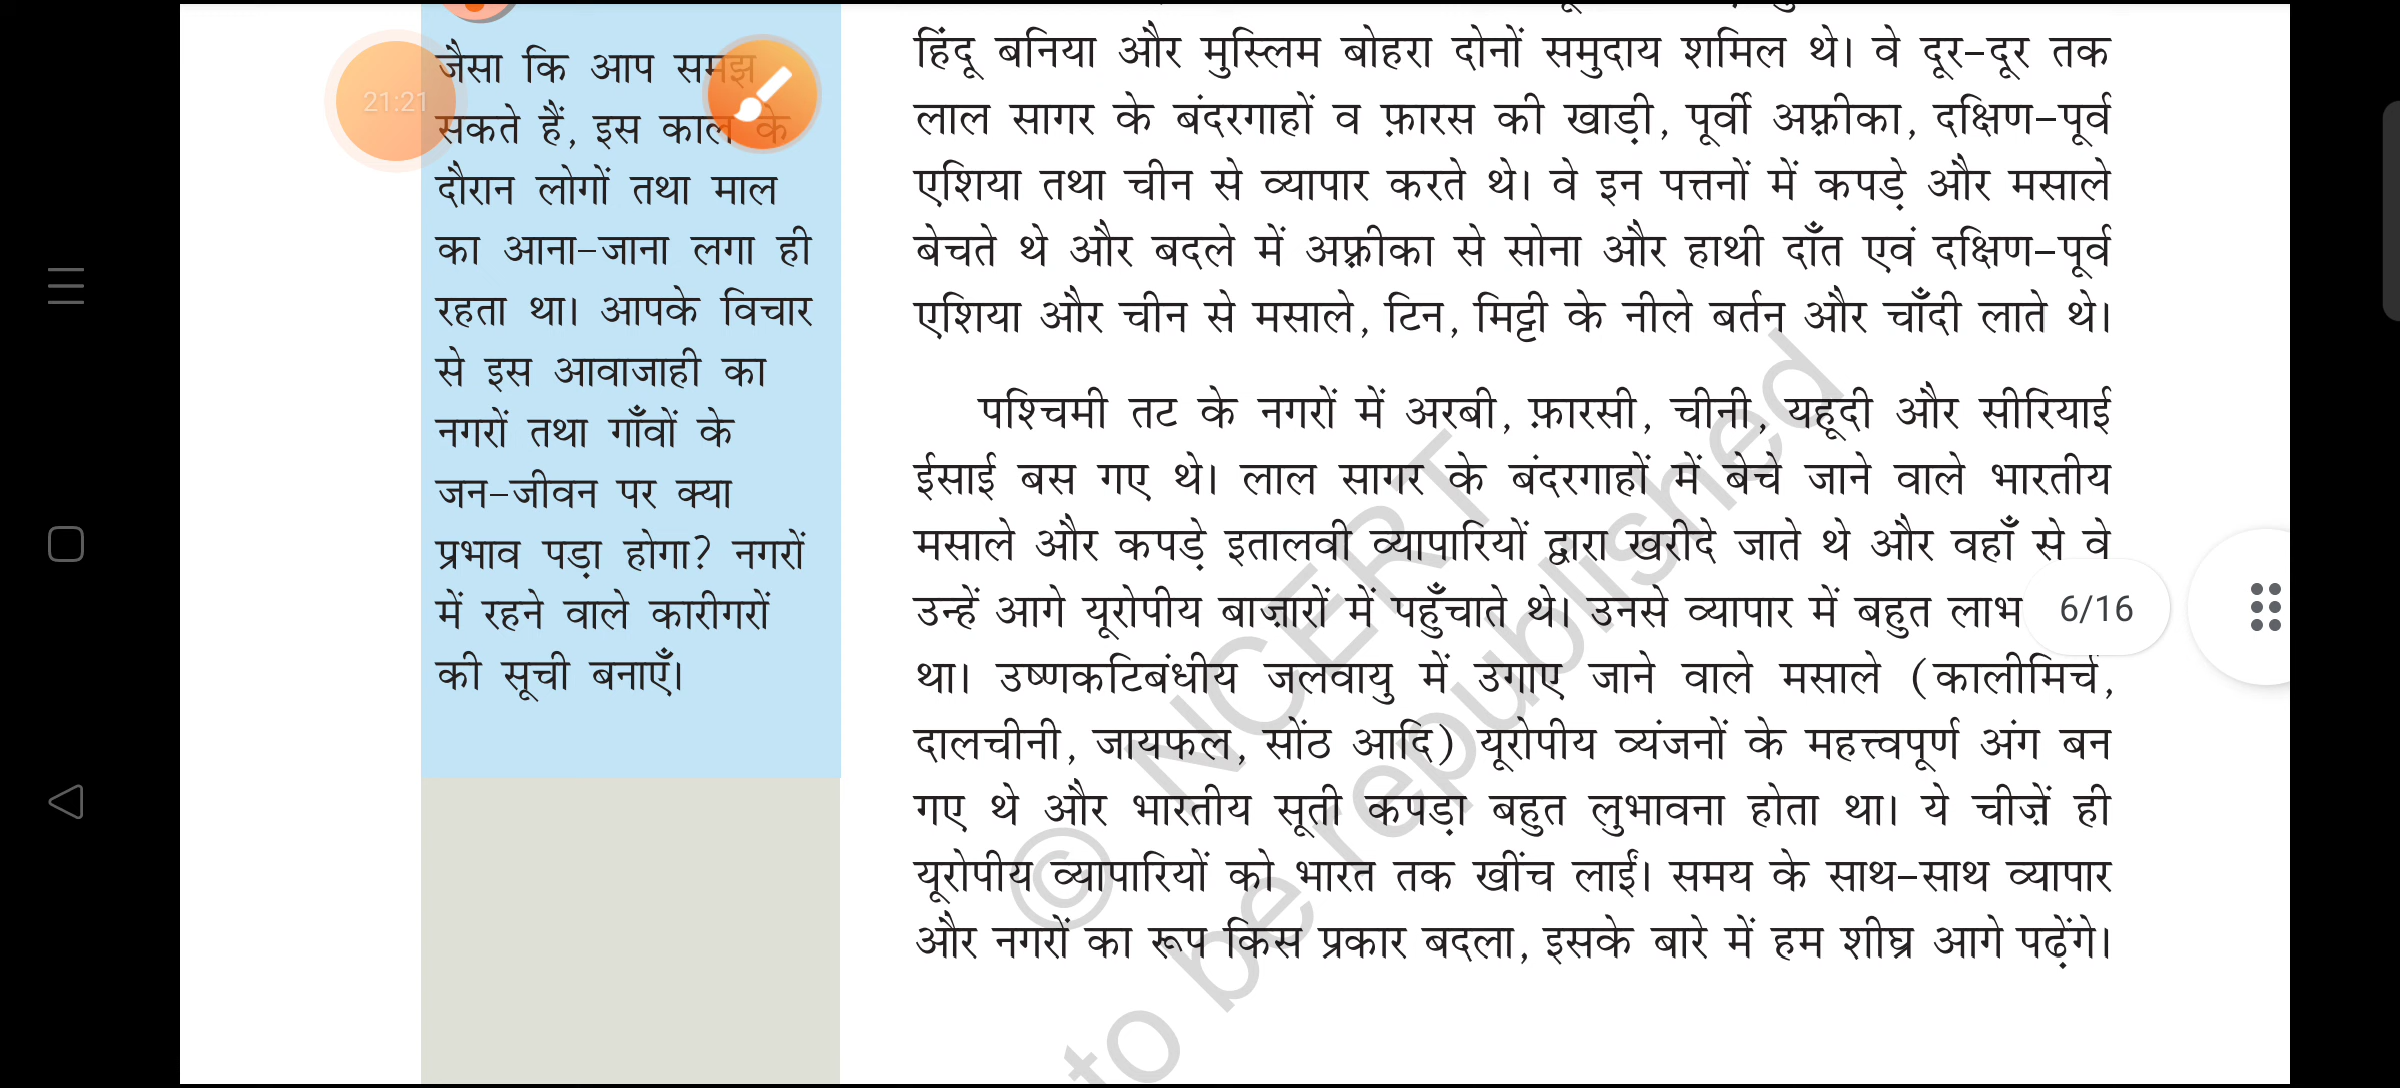 जैसा कि आप समझ
सकते हैं, इस काल के
दौरान लोगों तथा माल
का आना-जाना लगा ही
रहता था। आपके विचार
से इस आवाजाही का
नगरों तथा गाँवों के
जन-जीवन पर क्या
प्रभाव पड़ा होगा? नगरों
में रहने वाले कारीगरों
की सूची बनाएँ।
21:21
हिंदू बनिया और मुस्लिम बोहरा दोनों समुदाय शमिल थे। वे दूर-दूर तक
लाल सागर के बंदरगाहों व फ़ारस की खाड़ी, पूर्वी अफ़्रीका, दक्षिण-पूर्व
एशिया तथा चीन से व्यापार करते थे। वे इन पत्तनों में कपड़े और मसाले
बेचते थे और बदले में अफ़्रीका से सोना और हाथी दाँत एवं दक्षिण-पूर्व
एशिया और चीन से मसाले, टिन, मिट्टी के नीले बर्तन और चाँदी लाते थे।
पश्चिमी तट के नगरों में अरबी, फ़ारसी, चीनी, यहूदी और सीरियाई
ईसाई बस गए थे। लाल सागर के बंदरगाहों में बेचे जाने वाले भारतीय
मसाले और कपड़े इतालवी व्यापारियों द्वारा खरीदे जाते थे और वहाँ से वे
उन्हें आगे यूरोपीय बाज़ारों में पहुँचाते थे। उनसे व्यापार में बहुत लाभ
6/16
था। उष्णकटिबंधीय जलवायु में उगाए जाने वाले मसाले (कालीमिर्च,
दालचीनी, जायफल, सोंठ आदि) यूरोपीय व्यंजनों के महत्त्वपूर्ण अंग बन
गए थे और भारतीय सूती कपड़ा बहुत लुभावना होता था। ये चीज़ें ही
यूरोपीय व्यापारियों को भारत तक खींच लाईं। समय के साथ-साथ व्यापार
और नगरों का रूप किस प्रकार बदला, इसके बारे में हम शीघ्र आगे पढ़ेंगे।
© NCERT
to be republished